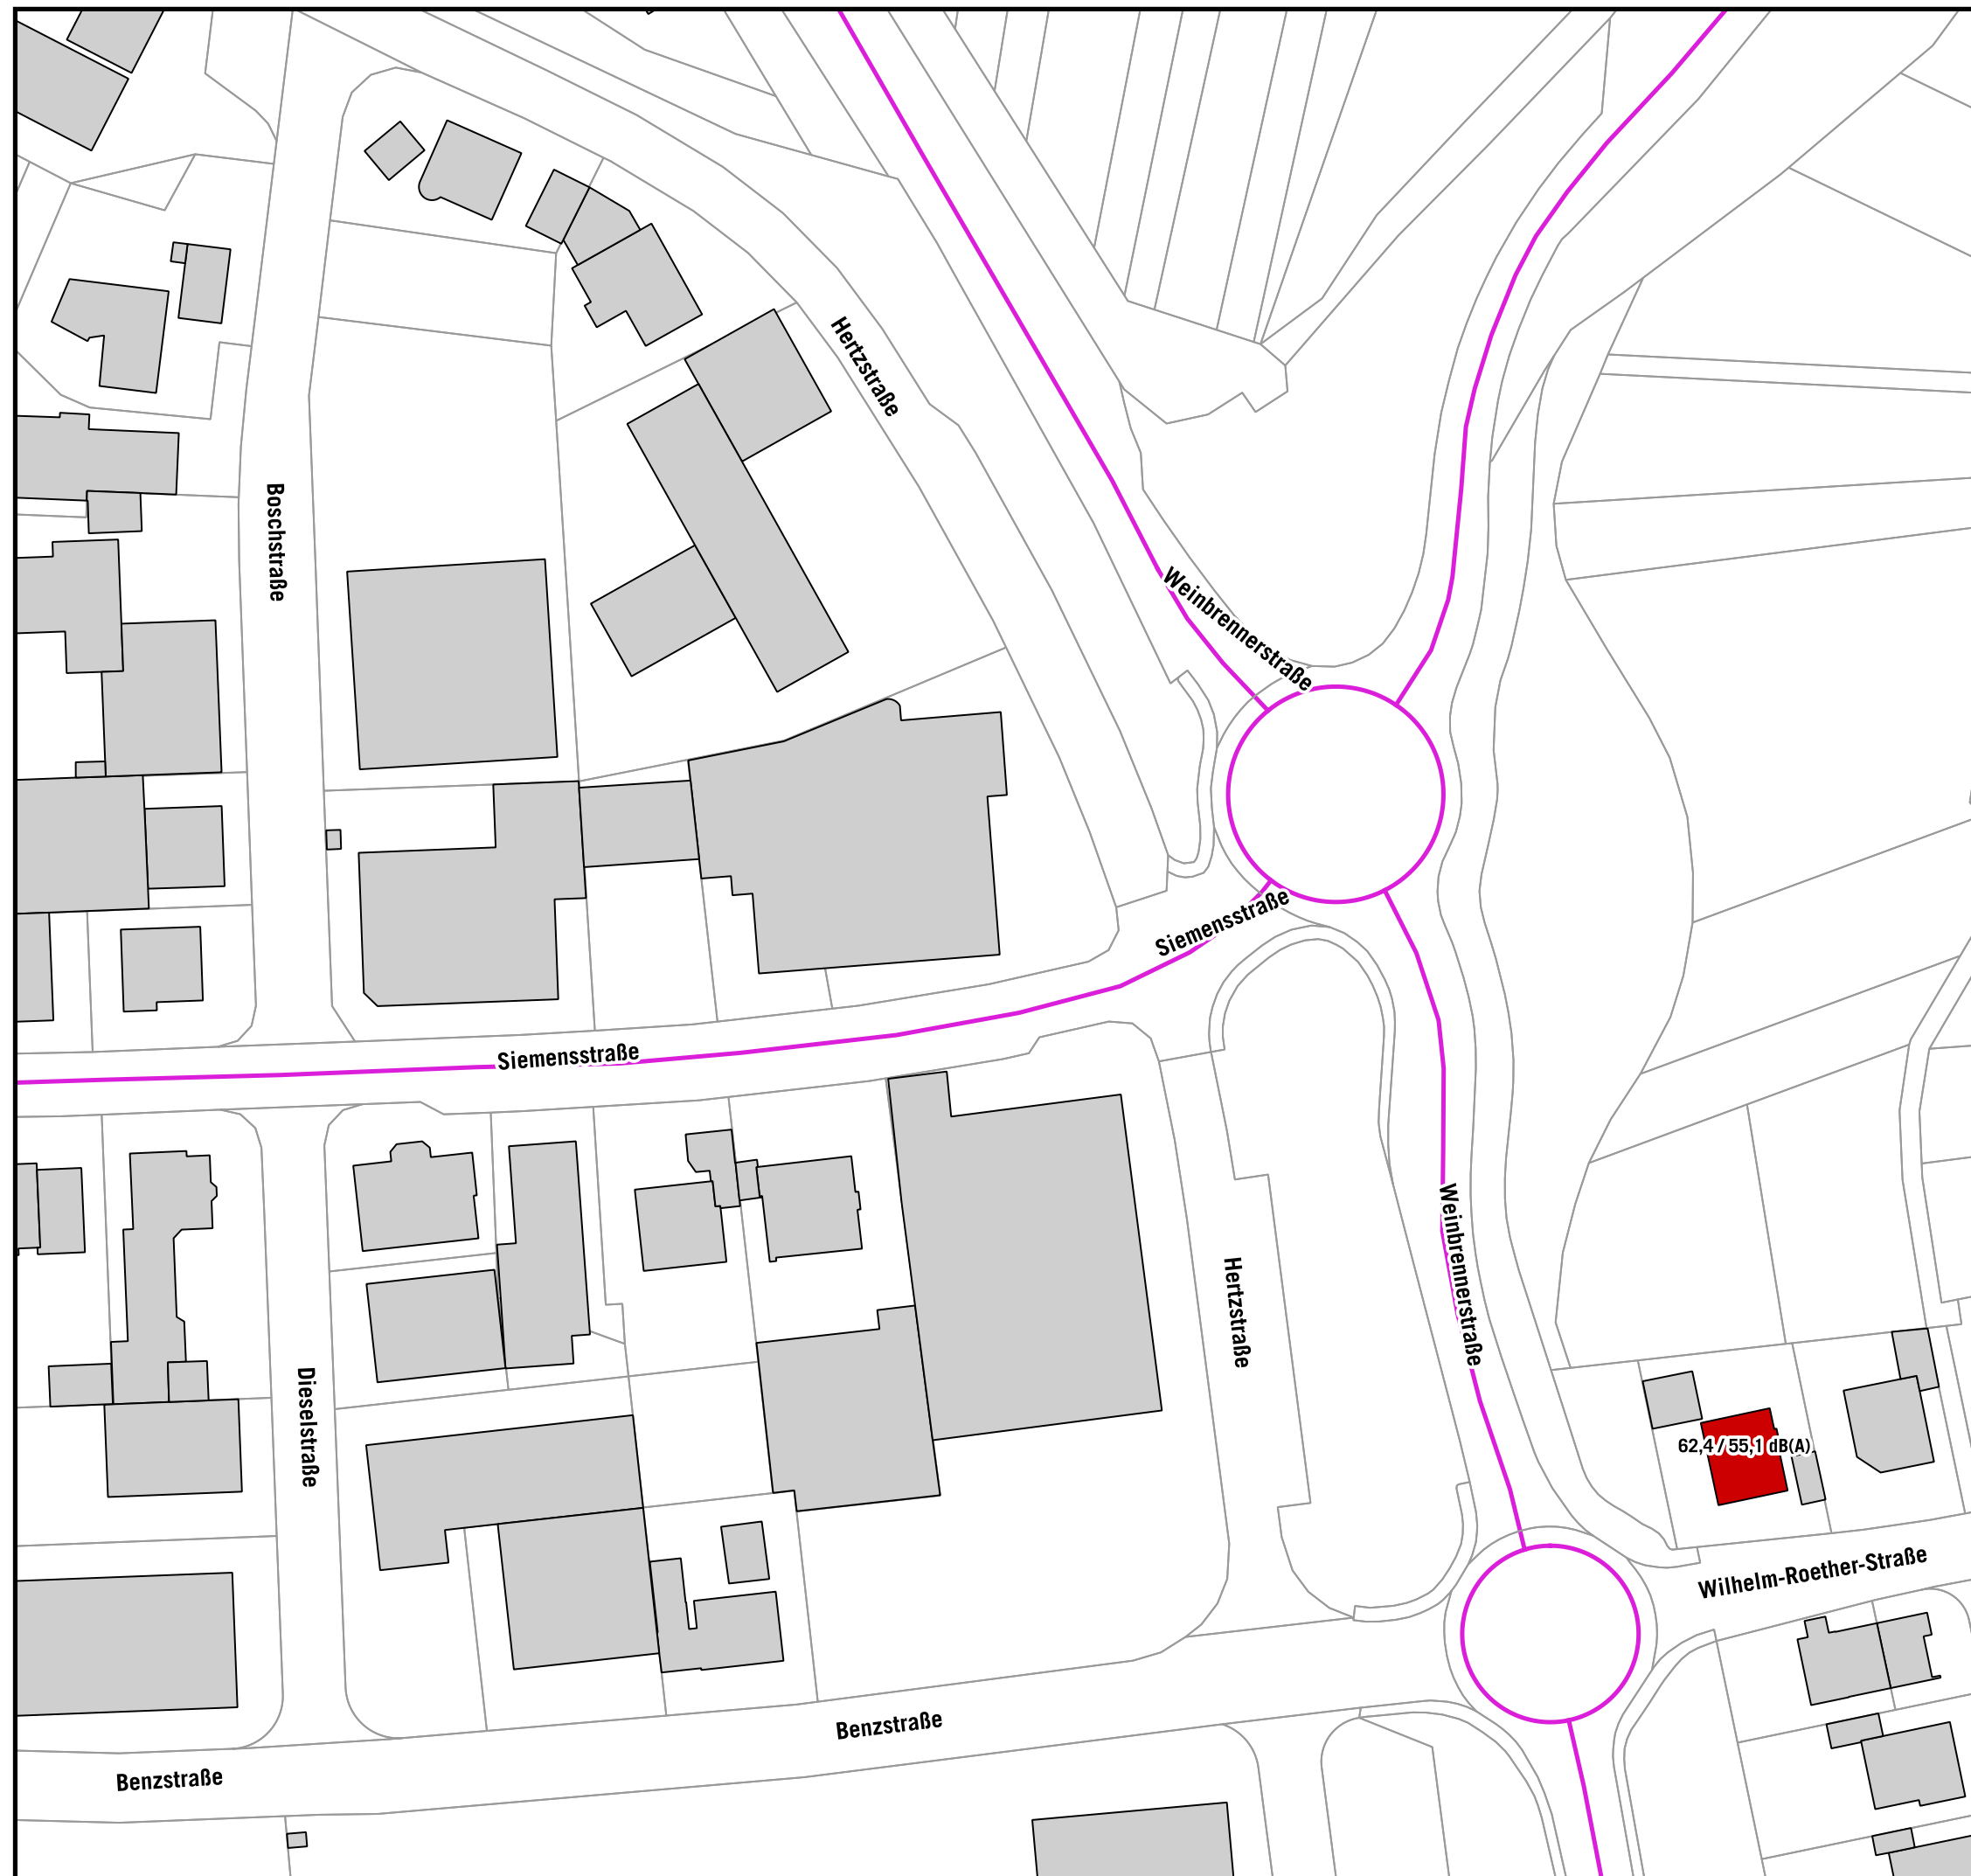 Hertzstraße
Boschstraße
Weinbrennerstraße
Siemensstraße
Siemensstraße
Weinbrennerstraße
Hertzstraße
Dieselstraße
62,4 / 55,1 dB(A)
Wilhelm-Roether-Straße
Benzstraße
Benzstraße